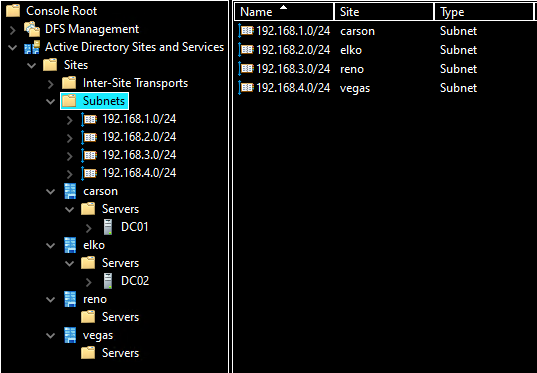 Console Root
DFS Management
Active Directory Sites and Services
Sites
Inter-Site Transports
Subnets
192.168.1.0/24
192.168.2.0/24
192.168.3.0/24
192.168.4.0/24
carson
Servers
DC01
elko
Servers
DC02
reno
Servers
vegas
Servers
Name Site Type
192.168.1.0/24 carson Subnet
192.168.2.0/24 elko Subnet
192.168.3.0/24 reno Subnet
192.168.4.0/24 vegas Subnet